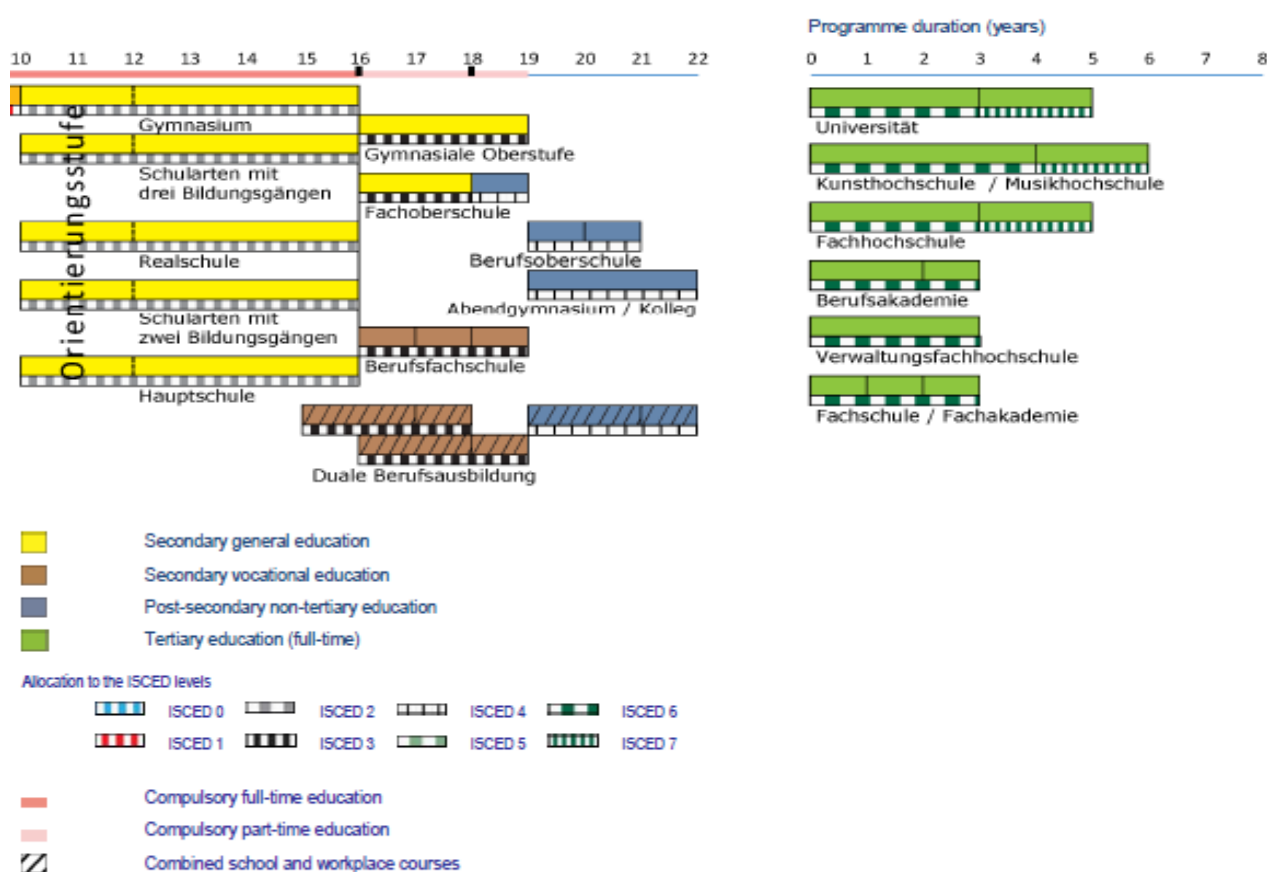 Programme duration (years)
10 11 12 13 14 15 16 17 18 19 20 21 22
0 1 2 3 4 5 6 7 8
Orientierungsstufe
Gymnasium
Gymnasiale Oberstufe
Schularten mit
drei Bildungsgängen
Fachoberschule
Realschule
Berufsoberschule
Abendgymnasium / Kolleg
Schularten mit
zwei Bildungsgängen
Berufsfachschule
Hauptschule
Duale Berufsausbildung
Universität
Kunsthochschule / Musikhochschule
Fachhochschule
Berufsakademie
Verwaltungsfachhochschule
Fachschule / Fachakademie
Secondary general education
Secondary vocational education
Post-secondary non-tertiary education
Tertiary education (full-time)
Allocation to the ISCED levels
ISCED 0 ISCED 2 ISCED 4 ISCED 6
ISCED 1 ISCED 3 ISCED 5 ISCED 7
Compulsory full-time education
Compulsory part-time education
Combined school and workplace courses